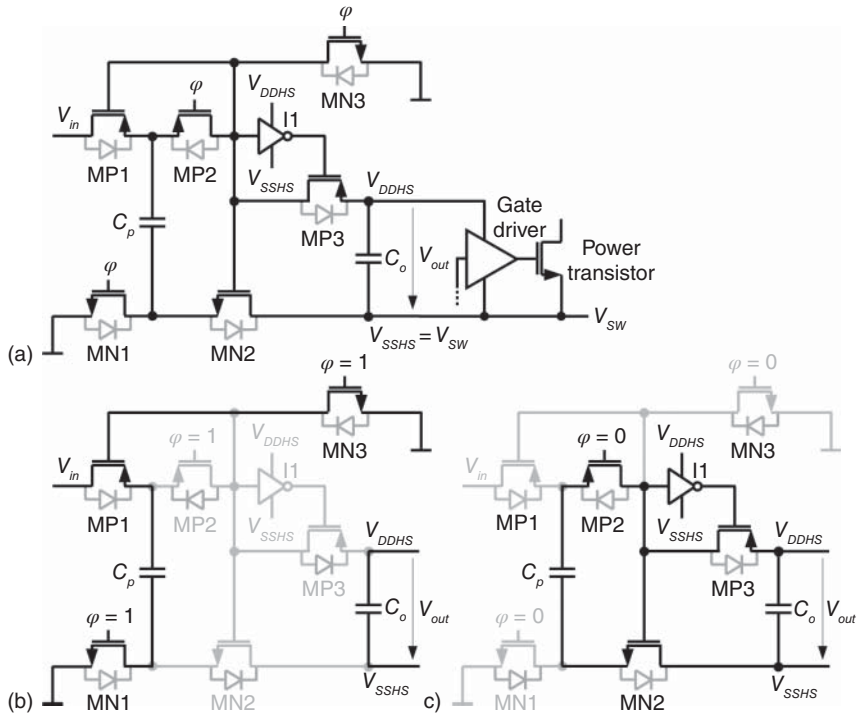 φ
MN3
V_DDHS
V_in
φ
I1
MP1
MP2
V_SSHS
V_DDHS
MP3
Gate
driver
Power
transistor
C_p
C_o
V_out
φ
MN1
MN2
V_SSHS = V_SW
V_SW
(a)
φ = 1
MN3
φ = 1
V_DDHS
V_in
I1
MP1
MP2
V_SSHS
V_DDHS
MP3
C_p
C_o
V_out
φ = 1
MN1
MN2
V_SSHS
(b)
φ = 0
MN3
φ = 0
V_DDHS
V_in
I1
MP1
MP2
V_SSHS
V_DDHS
MP3
C_p
C_o
V_out
φ = 0
MN1
MN2
V_SSHS
c)